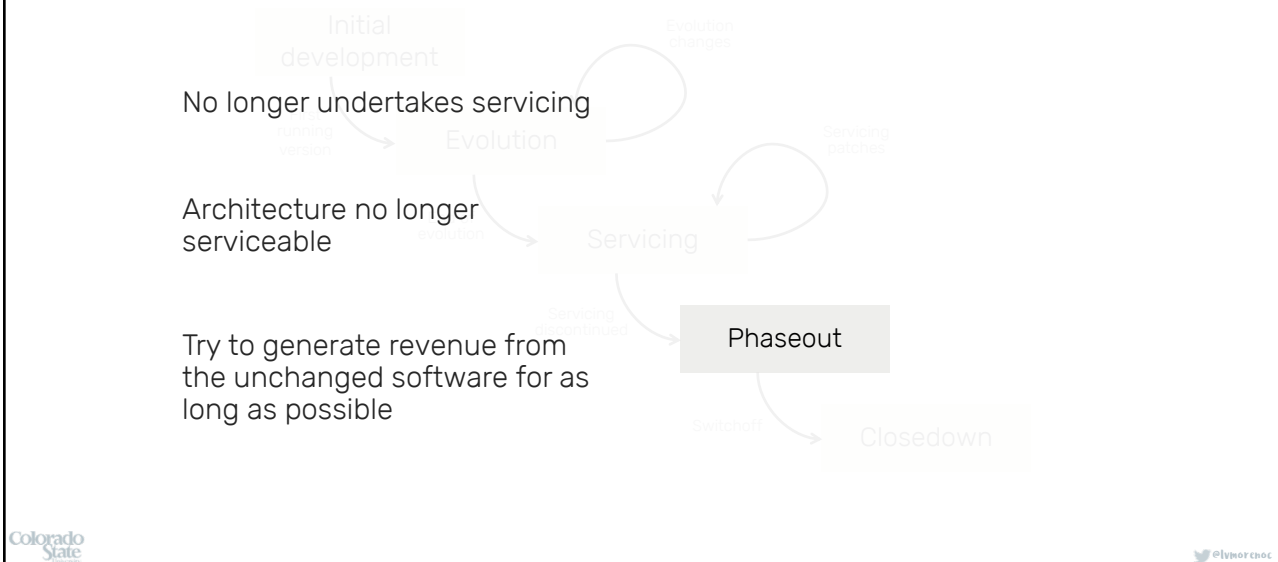 Initial
development
Evolution
changes
No longer undertakes servicing
running
version
Evolution
Servicing
patches
Architecture no longer
serviceable
evolution
Servicing
Servicing
discontinued
Phaseout
Try to generate revenue from
the unchanged software for as
long as possible
Switchoff
Closedown
Colorado
State
@lvmorenoc